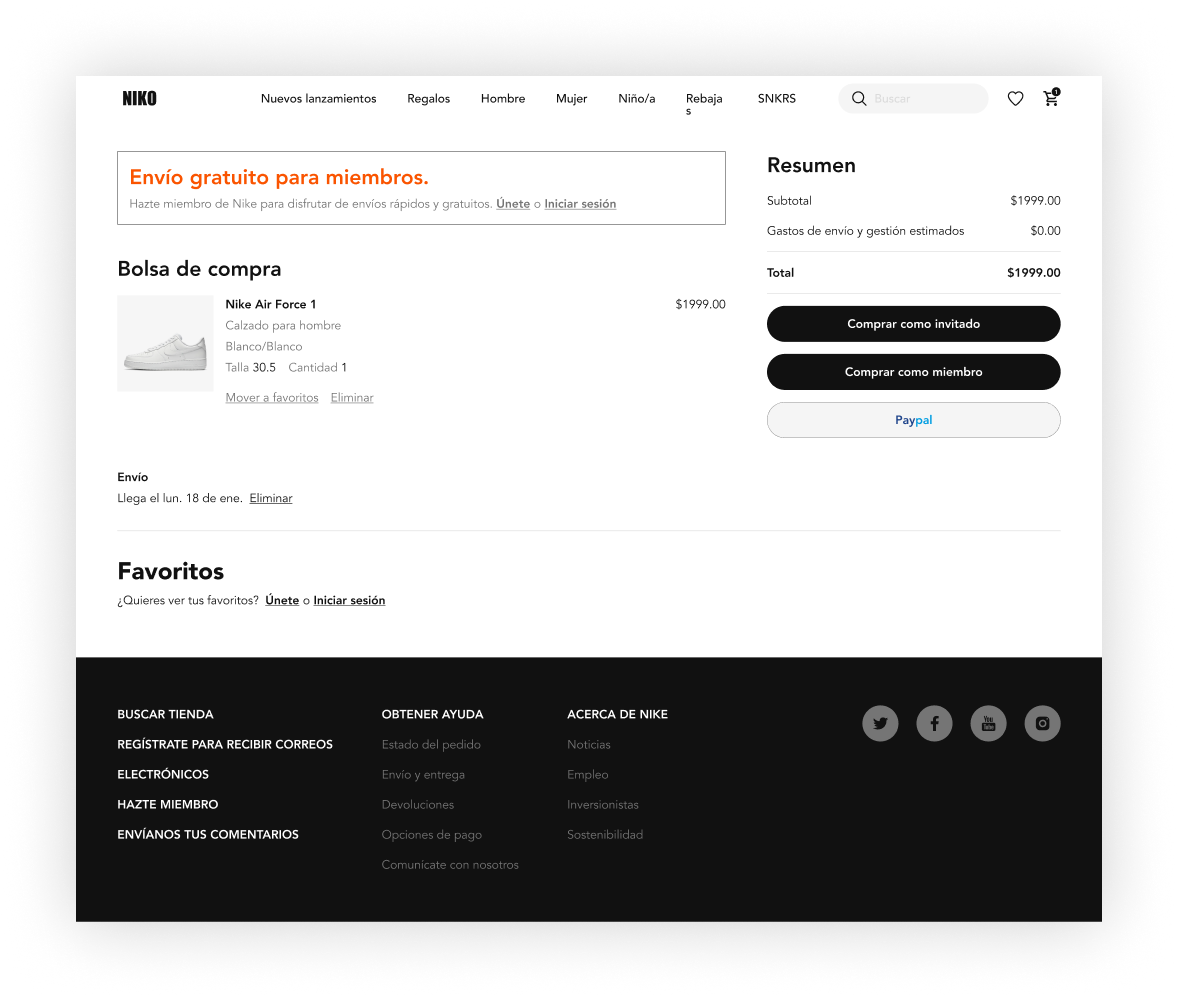 NIKO
Nuevos lanzamientos
Regalos
Hombre
Mujer
Niño/a
Rebaja
s
SNKRS
Buscar
1
Envío gratuito para miembros.
Hazte miembro de Nike para disfrutar de envíos rápidos y gratuitos. Únete o Iniciar sesión
Bolsa de compra
Nike Air Force 1
$1999.00
Calzado para hombre
Blanco/Blanco
Talla 30.5 Cantidad 1
Mover a favoritos Eliminar
Envío
Llega el lun. 18 de ene. Eliminar
Resumen
Subtotal $1999.00
Gastos de envío y gestión estimados $0.00
Total $1999.00
Comprar como invitado
Comprar como miembro
Paypal
Favoritos
¿Quieres ver tus favoritos? Únete o Iniciar sesión
BUSCAR TIENDA
REGÍSTRATE PARA RECIBIR CORREOS
ELECTRÓNICOS
HAZTE MIEMBRO
ENVÍANOS TUS COMENTARIOS
OBTENER AYUDA
Estado del pedido
Envío y entrega
Devoluciones
Opciones de pago
Comunícate con nosotros
ACERCA DE NIKE
Noticias
Empleo
Inversionistas
Sostenibilidad
You
Tube